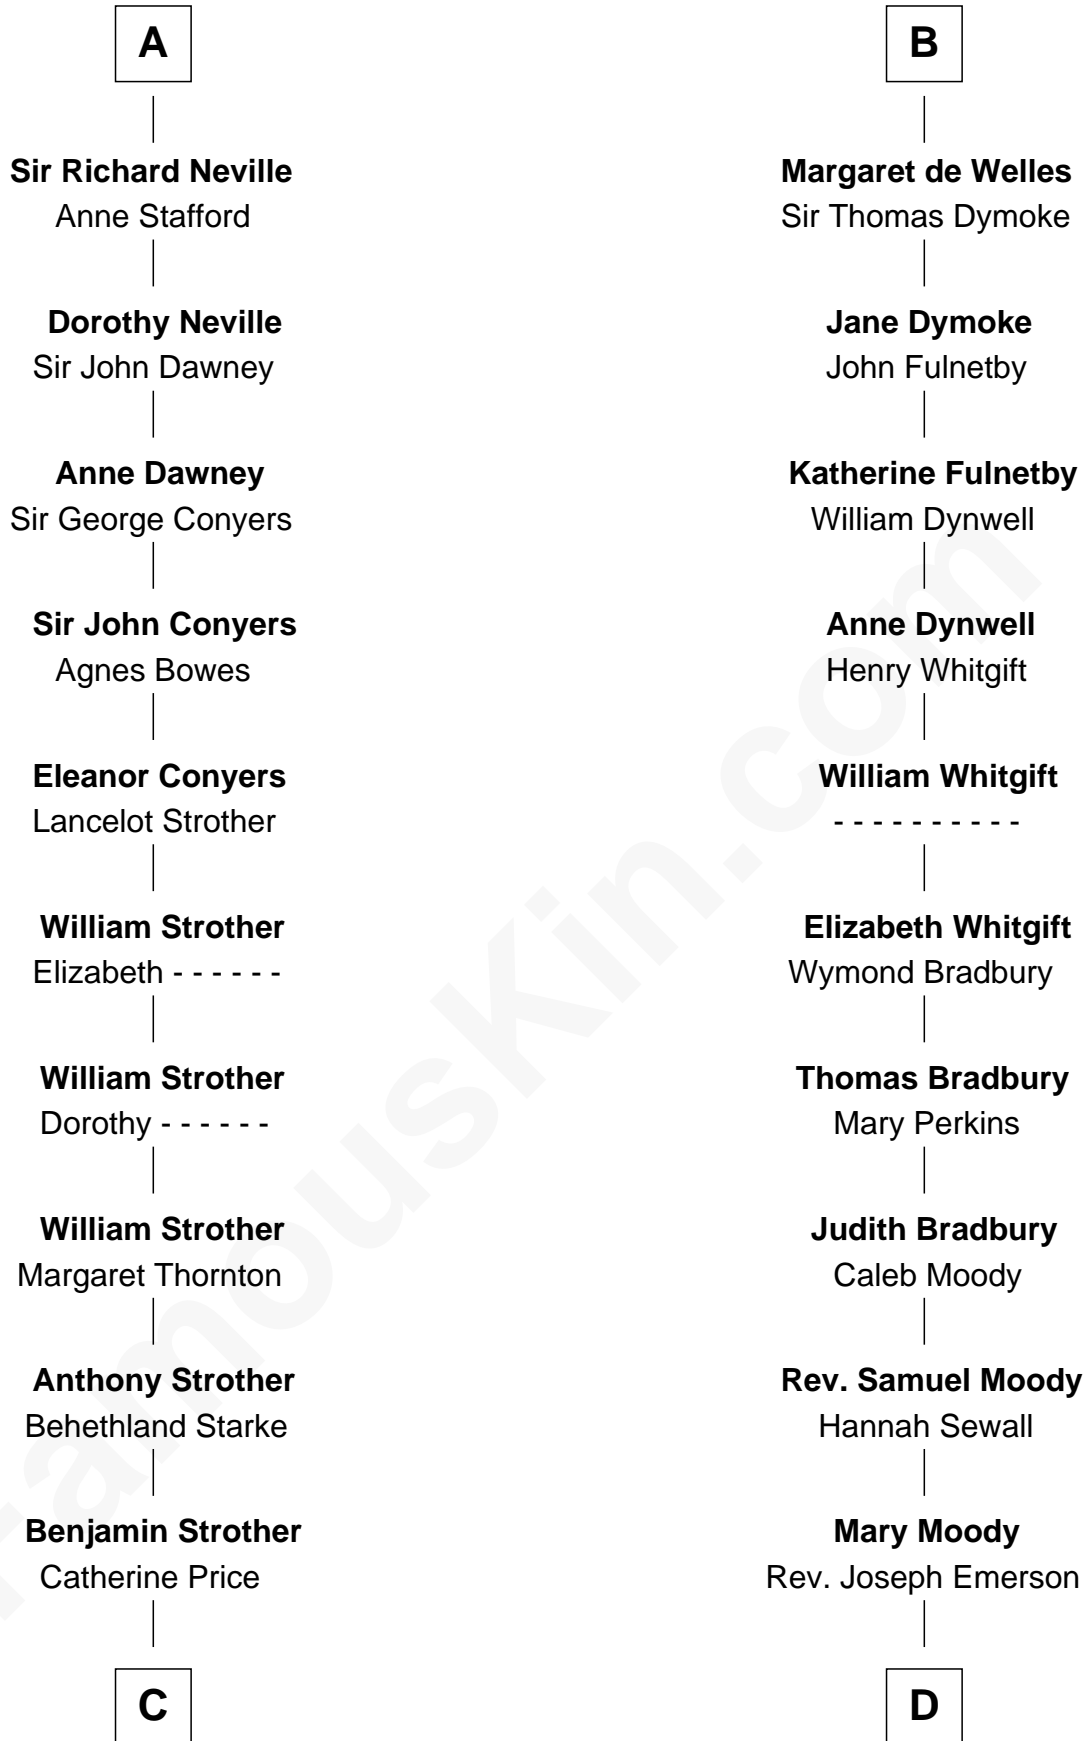 A
Sir Richard Neville
Anne Stafford
Dorothy Neville
Sir John Dawney
Anne Dawney
Sir George Conyers
Sir John Conyers
Agnes Bowes
Eleanor Conyers
Lancelot Strother
William Strother
Elizabeth - - - - - -
William Strother
Dorothy - - - - - -
William Strother
Margaret Thornton
Anthony Strother
Behethland Starke
Benjamin Strother
Catherine Price
C
B
Margaret de Welles
Sir Thomas Dymoke
Jane Dymoke
John Fulnetby
Katherine Fulnetby
William Dynwell
Anne Dynwell
Henry Whitgift
William Whitgift
- - - - - - - - - -
Elizabeth Whitgift
Wymond Bradbury
Thomas Bradbury
Mary Perkins
Judith Bradbury
Caleb Moody
Rev. Samuel Moody
Hannah Sewall
Mary Moody
Rev. Joseph Emerson
D
FamousKin.com